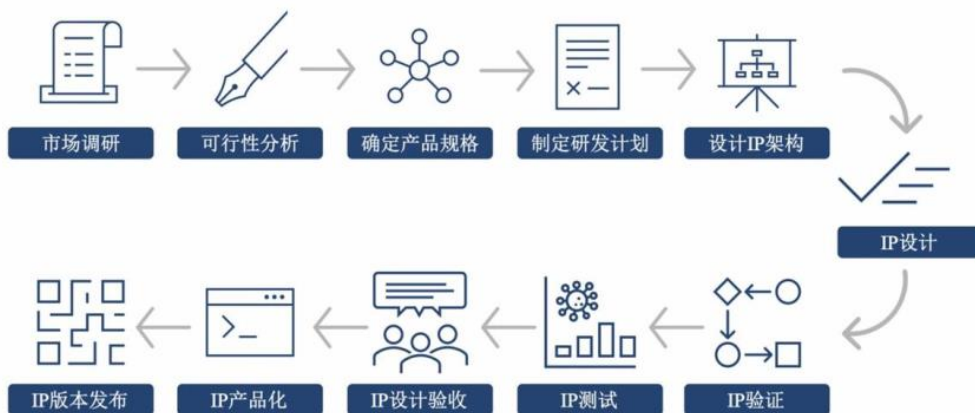 市场调研
可行性分析
确定产品规格
制定研发计划
设计IP架构
IP设计
IP验证
IP测试
IP设计验收
IP产品化
IP版本发布